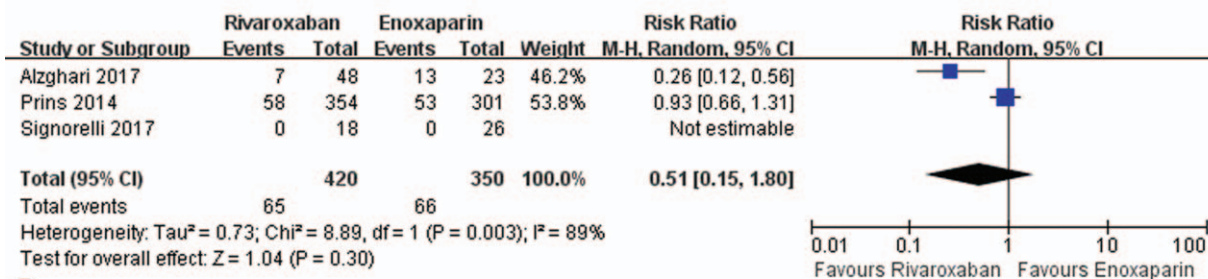 Rivaroxaban Enoxaparin Risk Ratio Risk Ratio
Study or Subgroup Events Total Events Total Weight M-H, Random, 95% CI M-H, Random, 95% CI
Alzghari 2017 7 48 13 23 46.2% 0.26 [0.12, 0.56]
Prins 2014 58 354 53 301 53.8% 0.93 [0.66, 1.31]
Signorelli 2017 0 18 0 26 Not estimable
Total (95% CI) 420 350 100.0% 0.51 [0.15, 1.80]
Total events 65 66
Heterogeneity: Tau² = 0.73; Chi² = 8.89, df = 1 (P = 0.003); I² = 89%
Test for overall effect: Z = 1.04 (P = 0.30)
0.01 0.1 1 10 100
Favours Rivaroxaban Favours Enoxaparin